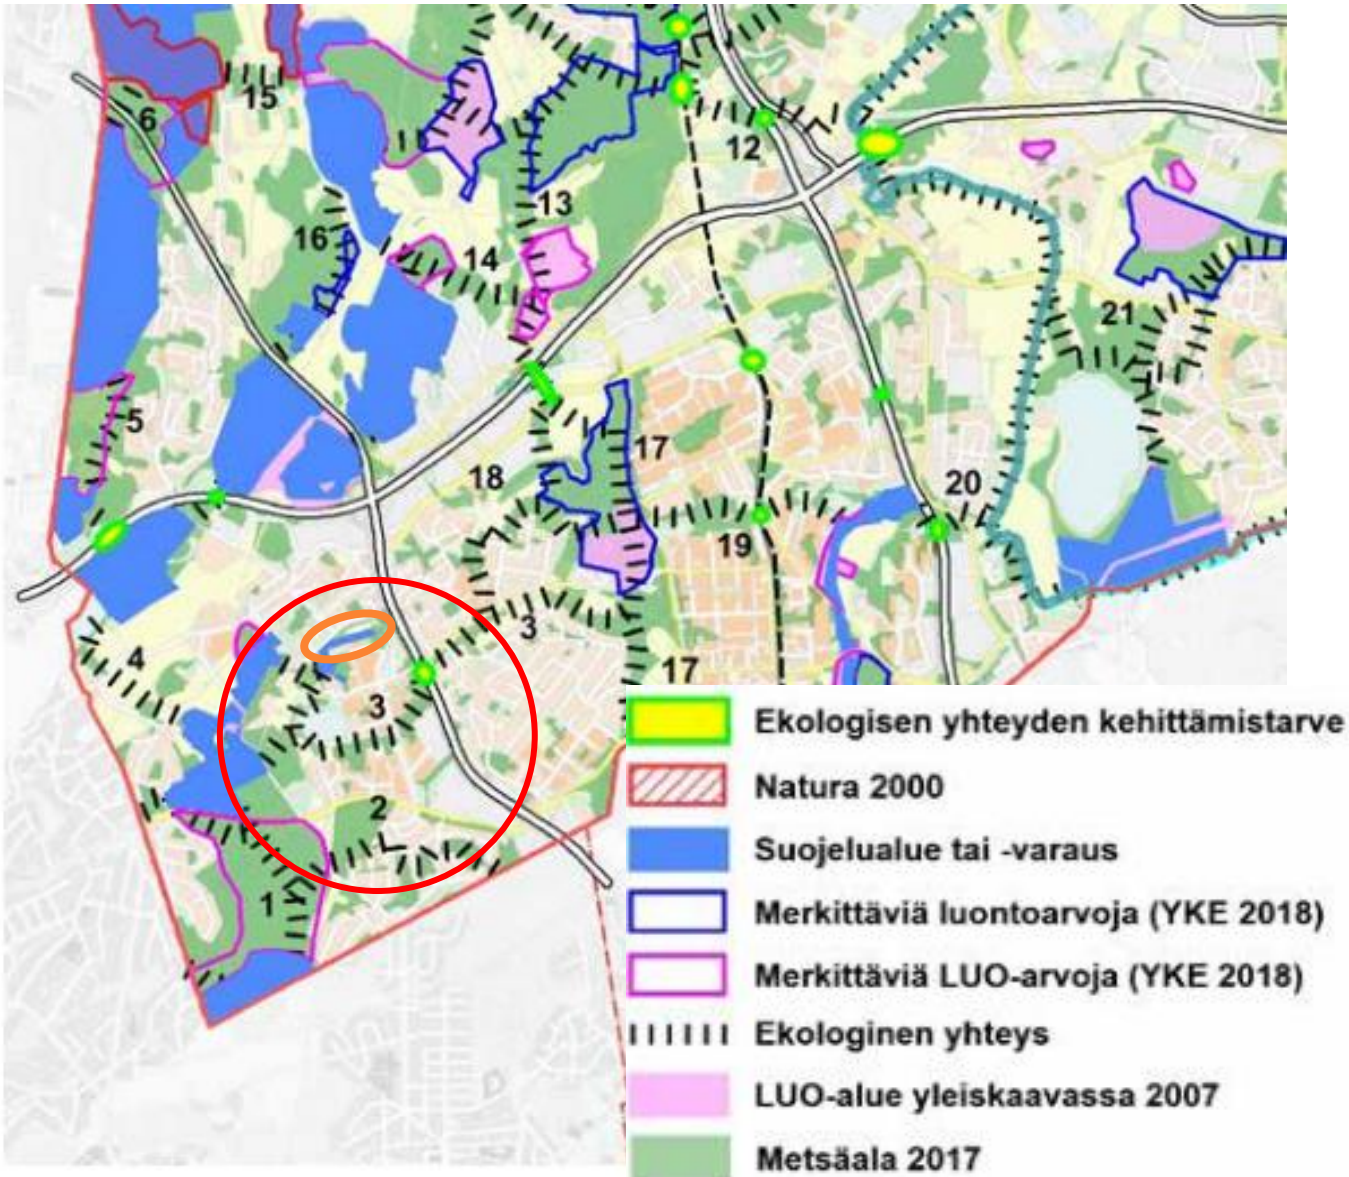 6
15
12
13
16
14
21
5
17
18
20
19
3
4
17
3
2
1
Ekologisen yhteyden kehittämistarve
Natura 2000
Suojelualue tai -varaus
Merkittäviä luontoarvoja (YKE 2018)
Merkittäviä LUO-arvoja (YKE 2018)
Ekologinen yhteys
LUO-alue yleiskaavassa 2007
Metsäala 2017